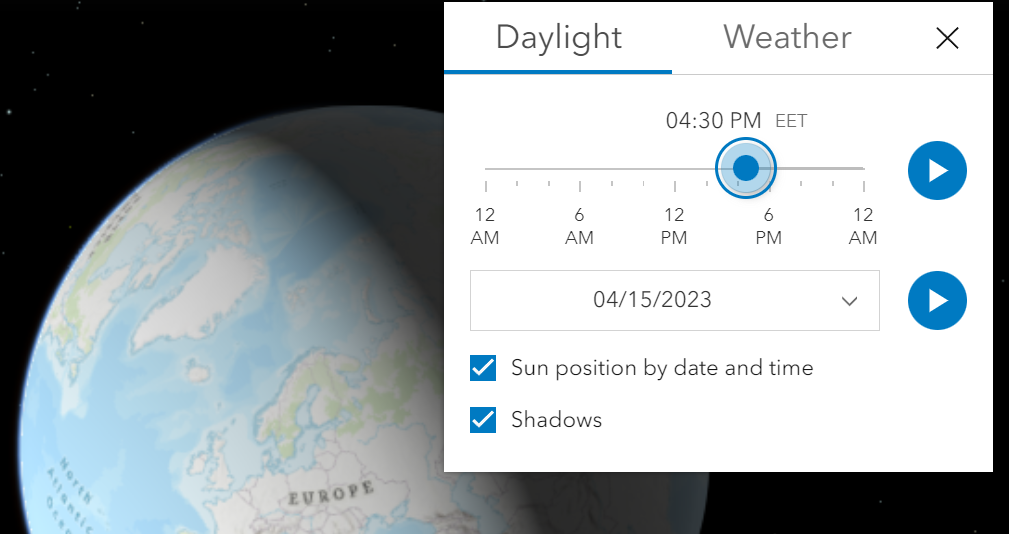 Daylight Weather
04:30 PM EET
12 AM 6 AM 12 PM 6 PM 12 AM
04/15/2023
Sun position by date and time
Shadows
EUROPE
North
Atlantic
Ocean